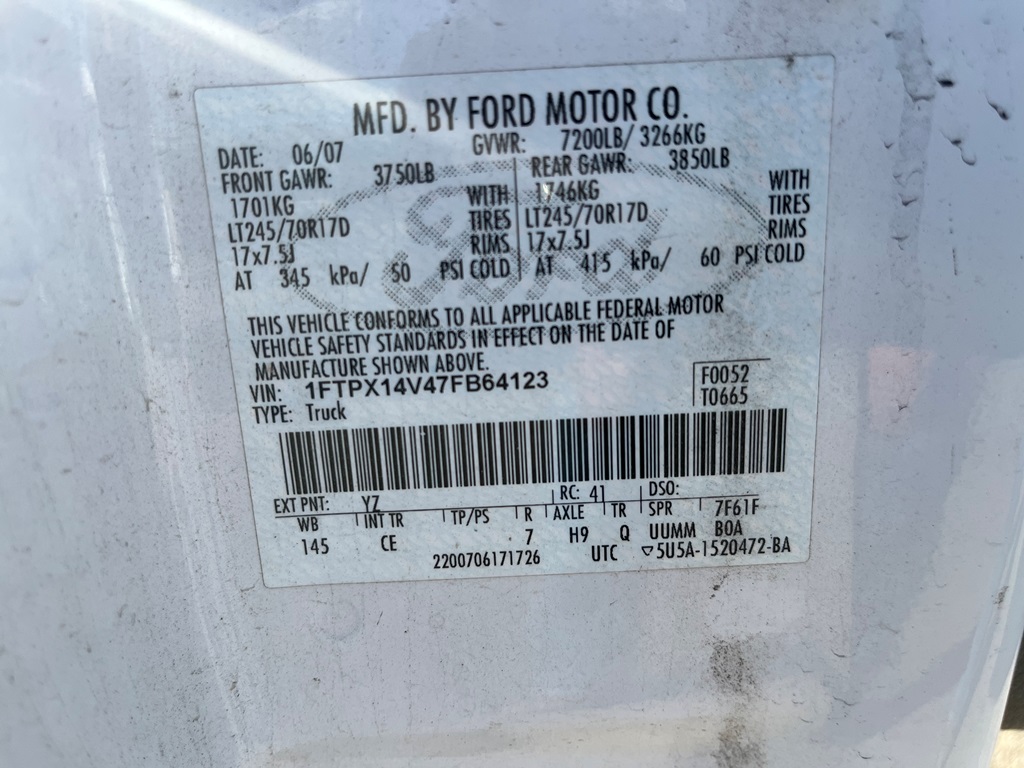 MFD. BY FORD MOTOR CO.
DATE: 06/07 GVWR: 7200LB/ 3266KG
FRONT GAWR: 3750LB REAR GAWR: 3850LB
1701KG WITH 1746KG WITH
LT245/70R17D TIRES LT245/70R17D TIRES
17x7.5J RIMS 17x7.5J RIMS
AT 345 kPa/ 50 PSI COLD AT 415 kPa/ 60 PSI COLD
THIS VEHICLE CONFORMS TO ALL APPLICABLE FEDERAL MOTOR
VEHICLE SAFETY STANDARDS IN EFFECT ON THE DATE OF
MANUFACTURE SHOWN ABOVE.
VIN: 1FTPX14V47FB64123 F0052
TYPE: Truck T0665
EXT PNT: YZ RC: 41 DSO:
WB INT TR TP/PS R AXLE TR SPR 7F61F
145 CE 7 H9 Q UUMM BOA
2200706171726 UTC ▽5U5A-1520472-BA